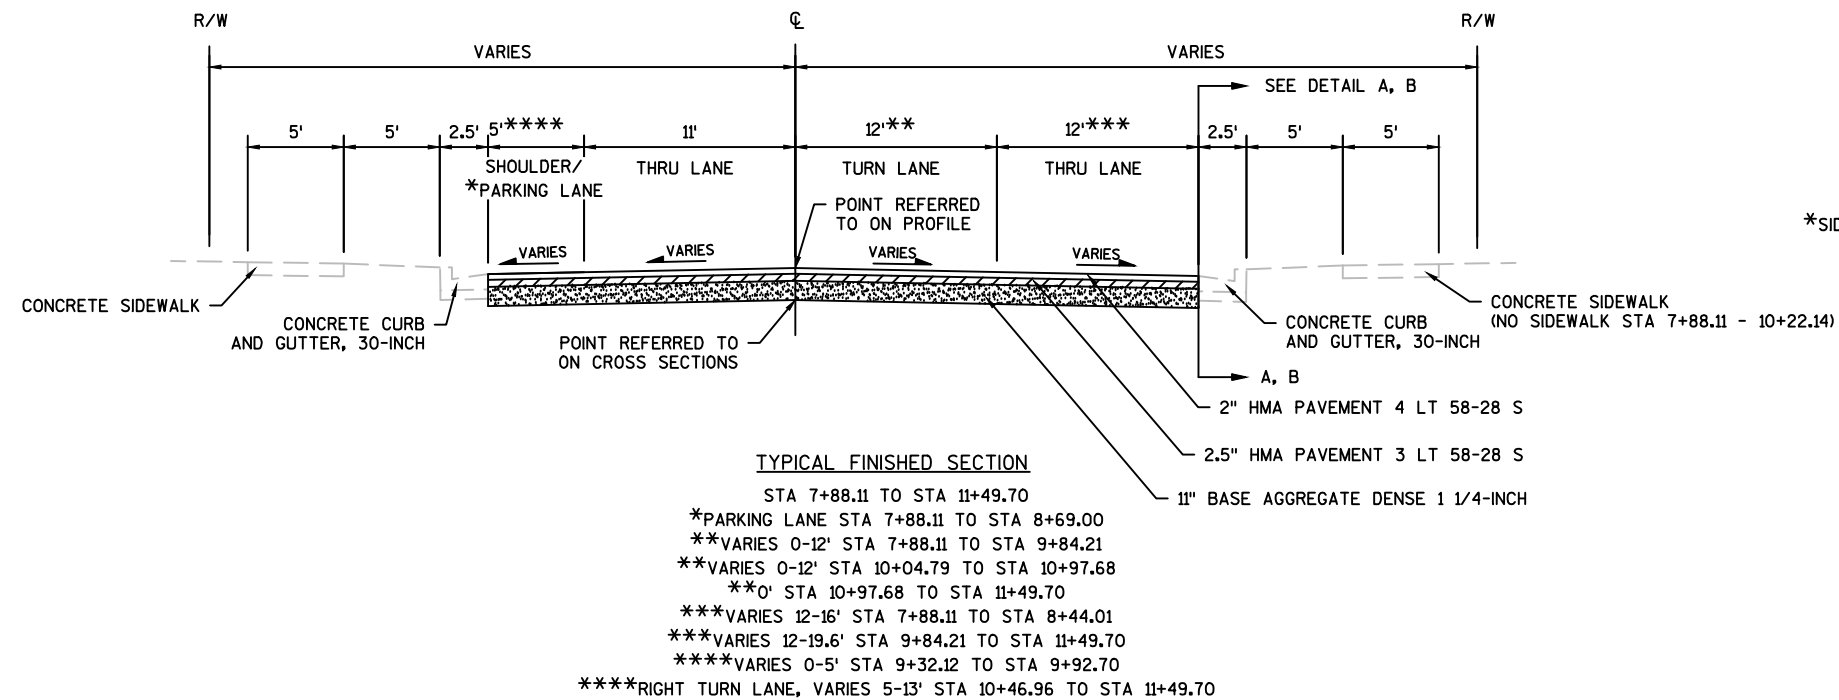 R/W
℄
R/W
VARIES
VARIES
SEE DETAIL A, B
5'
5'
2.5'
5'****
11'
12'**
12'***
2.5'
5'
5'
SHOULDER/
*PARKING LANE
THRU LANE
TURN LANE
THRU LANE
POINT REFERRED
TO ON PROFILE
*SID
VARIES
VARIES
VARIES
VARIES
CONCRETE SIDEWALK
CONCRETE CURB
AND GUTTER, 30-INCH
POINT REFERRED TO
ON CROSS SECTIONS
CONCRETE CURB
AND GUTTER, 30-INCH
CONCRETE SIDEWALK
(NO SIDEWALK STA 7+88.11 - 10+22.14)
A, B
2" HMA PAVEMENT 4 LT 58-28 S
2.5" HMA PAVEMENT 3 LT 58-28 S
11" BASE AGGREGATE DENSE 1 1/4-INCH
TYPICAL FINISHED SECTION
STA 7+88.11 TO STA 11+49.70
*PARKING LANE STA 7+88.11 TO STA 8+69.00
**VARIES 0-12' STA 7+88.11 TO STA 9+84.21
**VARIES 0-12' STA 10+04.79 TO STA 10+97.68
**0' STA 10+97.68 TO STA 11+49.70
***VARIES 12-16' STA 7+88.11 TO STA 8+44.01
***VARIES 12-19.6' STA 9+84.21 TO STA 11+49.70
****VARIES 0-5' STA 9+32.12 TO STA 9+92.70
****RIGHT TURN LANE, VARIES 5-13' STA 10+46.96 TO STA 11+49.70